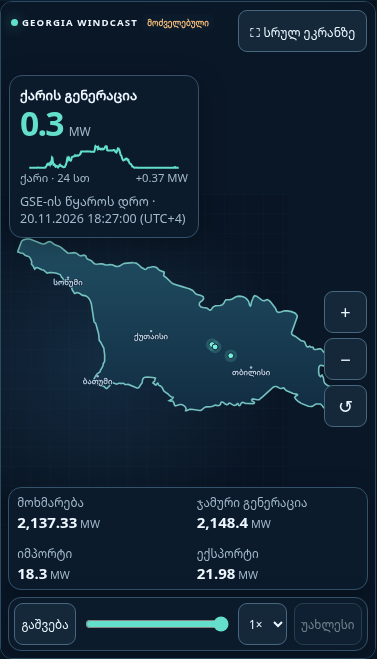 GEORGIA WINDCAST მოძველებული
სრულ ეკრანზე
ქარის გენერაცია
0.3 MW
ქარი · 24 სთ +0.37 MW
GSE-ის წყაროს დრო ·
20.11.2026 18:27:00 (UTC+4)
სოხუმი
ქუთაისი
თბილისი
ბათუმი
+
−
↺
მოხმარება ჯამური გენერაცია
2,137.33 MW 2,148.4 MW
იმპორტი ექსპორტი
18.3 MW 21.98 MW
გაშვება 1× უახლესი